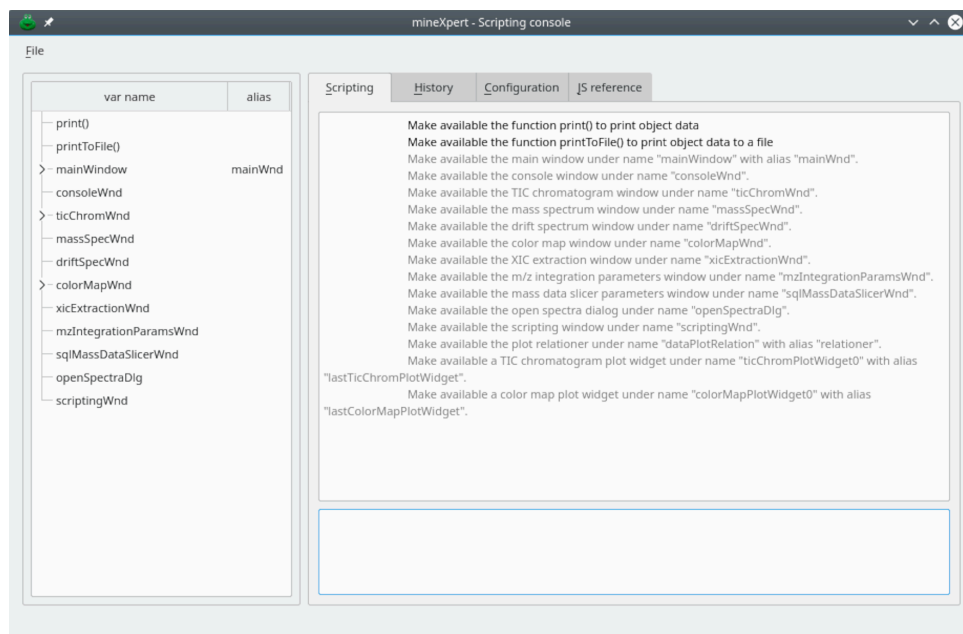 mineXpert - Scripting console
File
var name alias
print()
printToFile()
mainWindow mainWnd
consoleWnd
ticChromWnd
massSpecWnd
driftSpecWnd
colorMapWnd
xicExtractionWnd
mzIntegrationParamsWnd
sqlMassDataSlicerWnd
openSpectraDlg
scriptingWnd
Scripting History Configuration JS reference
Make available the function print() to print object data
Make available the function printToFile() to print object data to a file
Make available the main window under name "mainWindow" with alias "mainWnd".
Make available the console window under name "consoleWnd".
Make available the TIC chromatogram window under name "ticChromWnd".
Make available the mass spectrum window under name "massSpecWnd".
Make available the drift spectrum window under name "driftSpecWnd".
Make available the color map window under name "colorMapWnd".
Make available the XIC extraction window under name "xicExtractionWnd".
Make available the m/z integration parameters window under name "mzIntegrationParamsWnd".
Make available the mass data slicer parameters window under name "sqlMassDataSlicerWnd".
Make available the open spectra dialog under name "openSpectraDlg".
Make available the scripting window under name "scriptingWnd".
Make available the plot relationer under name "dataPlotRelation" with alias "relationer".
Make available a TIC chromatogram plot widget under name "ticChromPlotWidget0" with alias
"lastTicChromPlotWidget".
Make available a color map plot widget under name "colorMapPlotWidget0" with alias
"lastColorMapPlotWidget".